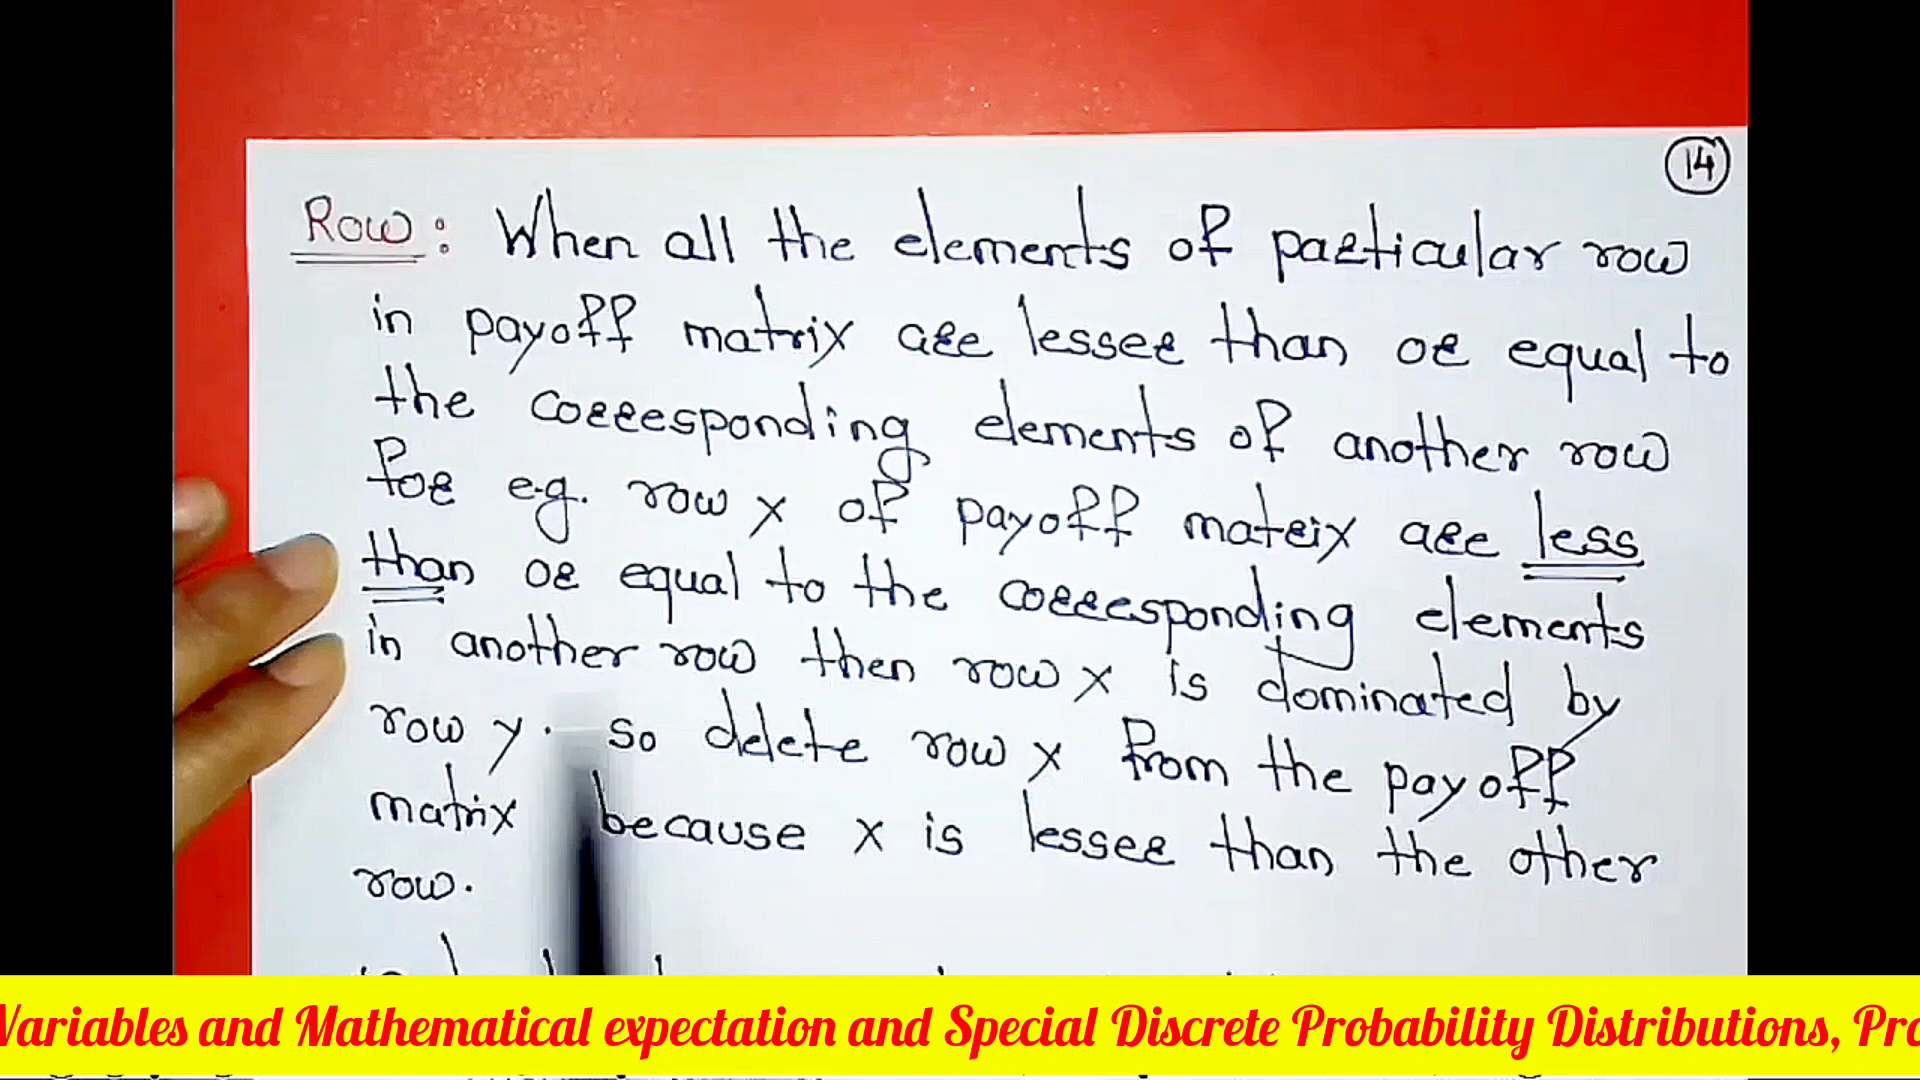 14
Row: When all the elements of particular row
in payoff matrix are lesser than or equal to
the corresponding elements of another row
for e.g. row x of payoff matrix are less
than or equal to the corresponding elements
in another row then row x is dominated by
row y. so delete row x from the payoff
matrix because x is lesser than the other
row.
Variables and Mathematical expectation and Special Discrete Probability Distributions, Pro